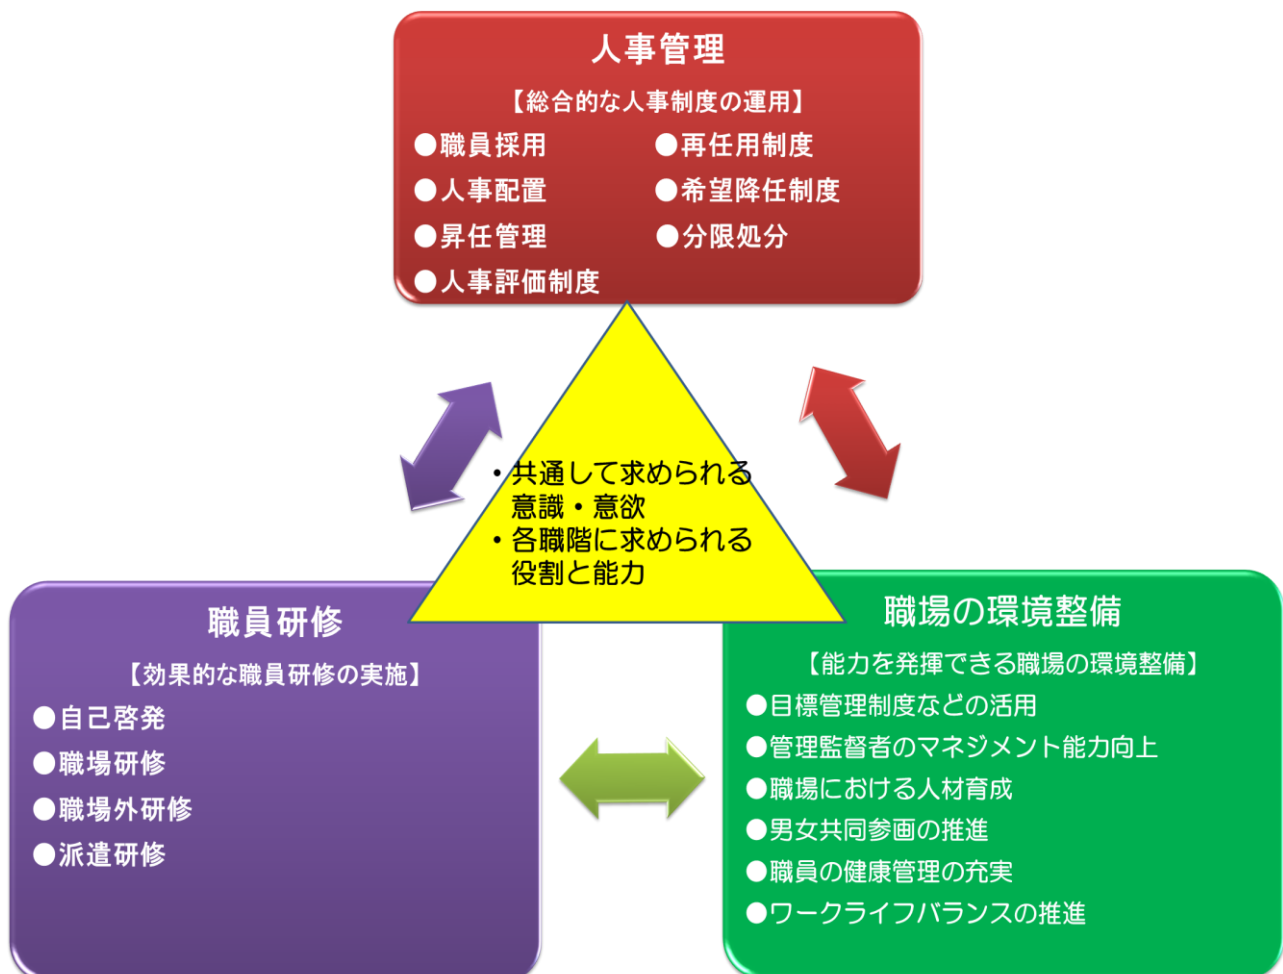 人事管理
【総合的な人事制度の運用】
●職員採用
●人事配置
●昇任管理
●人事評価制度
●再任用制度
●希望降任制度
●分限処分
・共通して求められる
意識・意欲
・各職階に求められる
役割と能力
職員研修
【効果的な職員研修の実施】
●自己啓発
●職場研修
●職場外研修
●派遣研修
職場の環境整備
【能力を発揮できる職場の環境整備】
●目標管理制度などの活用
●管理監督者のマネジメント能力向上
●職場における人材育成
●男女共同参画の推進
●職員の健康管理の充実
●ワークライフバランスの推進